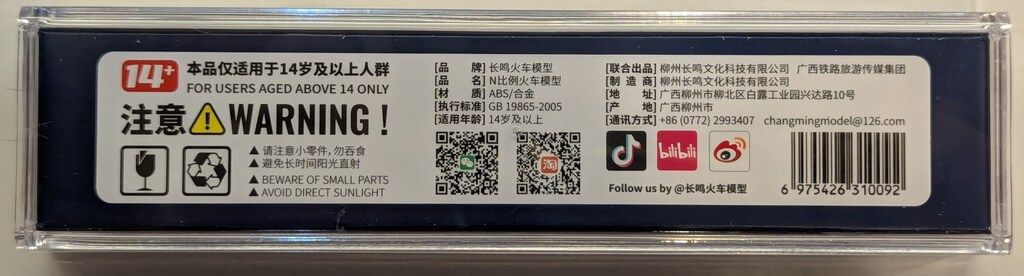 14+
本品仅适用于14岁及以上人群
FOR USERS AGED ABOVE 14 ONLY
注意 WARNING !
▲ 请注意小零件,勿吞食
▲ 避免长时间阳光直射
▲ BEWARE OF SMALL PARTS
▲ AVOID DIRECT SUNLIGHT
[品 牌] 长鸣火车模型
[品 名] N比例火车模型
[材 质] ABS/合金
[执行标准] GB 19865-2005
[适用年龄] 14岁及以上
淘
[联合出品] 柳州长鸣文化科技有限公司 广西铁路旅游传媒集团
[制 造 商] 柳州长鸣文化科技有限公司
[地 址] 广西柳州市柳北区白露工业园兴达路10号
[产 地] 广西柳州市
[通讯方式] +86 (0772) 2993407 changmingmodel@126.com
bilibili
Follow us by @长鸣火车模型
6 975426 310092